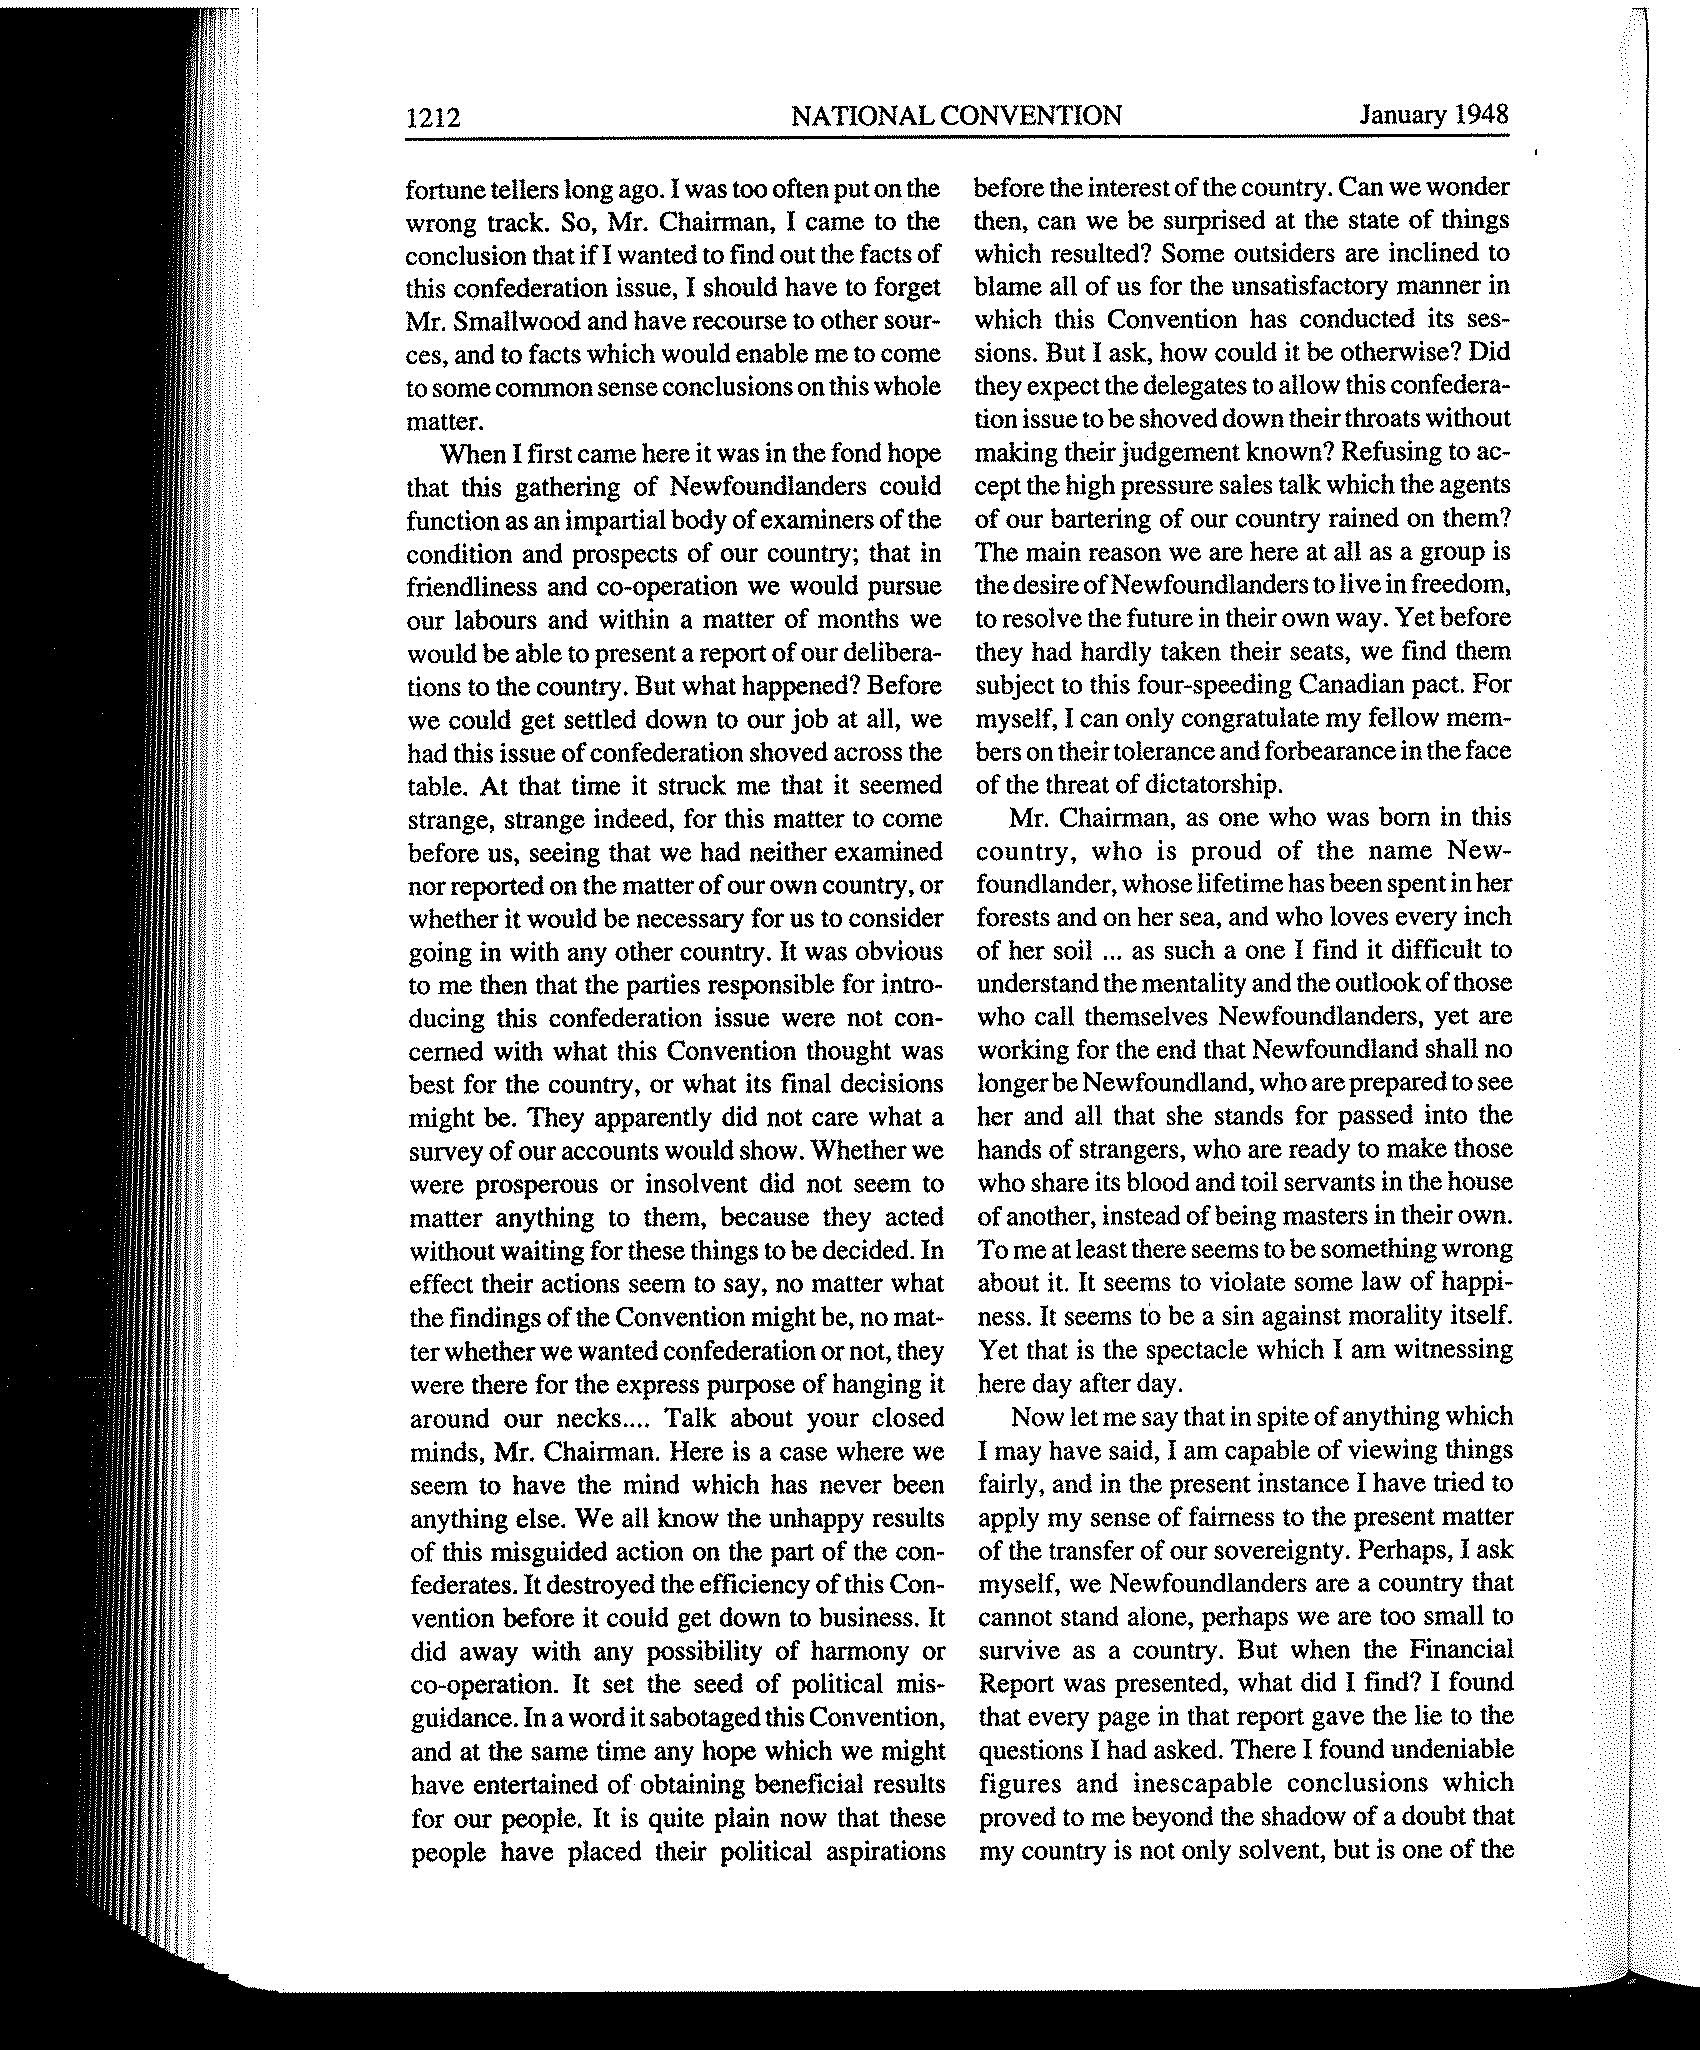 1212 NATIONAL CONVENTION January 1948
fortune tellers long ago. I was too often put on the
wrong track. So, Mr. Chairman, I came to the
conclusion that if I wanted to find out the facts of
this confederation issue, I should have to forget
Mr. Smallwood and have recourse to other sour-
ces, and to facts which would enable me to come
to some common sense conclusions on this whole
matter.
When I first came here it was in the fond hope
that this gathering of Newfoundlanders could
function as an impartial body of examiners of the
condition and prospects of our country; that in
friendliness and co-operation we would pursue
our labours and within a matter of months we
would be able to present a report of our delibera-
tions to the country. But what happened? Before
we could get settled down to our job at all, we
had this issue of confederation shoved across the
table. At that time it struck me that it seemed
strange, strange indeed, for this matter to come
before us, seeing that we had neither examined
nor reported on the matter of our own country, or
whether it would be necessary for us to consider
going in with any other country. It was obvious
to me then that the parties responsible for intro-
ducing this confederation issue were not con-
cerned with what this Convention thought was
best for the country, or what its final decisions
might be. They apparently did not care what a
survey of our accounts would show. Whether we
were prosperous or insolvent did not seem to
matter anything to them, because they acted
without waiting for these things to be decided. In
effect their actions seem to say, no matter what
the findings of the Convention might be, no mat-
ter whether we wanted confederation or not, they
were there for the express purpose of hanging it
around our necks.... Talk about your closed
minds, Mr. Chairman. Here is a case where we
seem to have the mind which has never been
anything else. We all know the unhappy results
of this misguided action on the part of the con-
federates. It destroyed the efficiency of this Con-
vention before it could get down to business. It
did away with any possibility of harmony or
co-operation. It set the seed of political mis-
guidance. In a word it sabotaged this Convention,
and at the same time any hope which we might
have entertained of obtaining beneficial results
for our people. It is quite plain now that these
people have placed their political aspirations
before the interest of the country. Can we wonder
then, can we be surprised at the state of things
which resulted? Some outsiders are inclined to
blame all of us for the unsatisfactory manner in
which this Convention has conducted its ses-
sions. But I ask, how could it be otherwise? Did
they expect the delegates to allow this confedera-
tion issue to be shoved down their throats without
making their judgement known? Refusing to ac-
cept the high pressure sales talk which the agents
of our bartering of our country rained on them?
The main reason we are here at all as a group is
the desire of Newfoundlanders to live in freedom,
to resolve the future in their own way. Yet before
they had hardly taken their seats, we find them
subject to this four-speeding Canadian pact. For
myself, I can only congratulate my fellow mem-
bers on their tolerance and forbearance in the face
of the threat of dictatorship.
Mr. Chairman, as one who was born in this
country, who is proud of the name New-
foundlander, whose lifetime has been spent in her
forests and on her sea, and who loves every inch
of her soil ... as such a one I find it difficult to
understand the mentality and the outlook of those
who call themselves Newfoundlanders, yet are
working for the end that Newfoundland shall no
longer be Newfoundland, who are prepared to see
her and all that she stands for passed into the
hands of strangers, who are ready to make those
who share its blood and toil servants in the house
of another, instead of being masters in their own.
To me at least there seems to be something wrong
about it. It seems to violate some law of happi-
ness. It seems to be a sin against morality itself.
Yet that is the spectacle which I am witnessing
here day after day.
Now let me say that in spite of anything which
I may have said, I am capable of viewing things
fairly, and in the present instance I have tried to
apply my sense of fairness to the present matter
of the transfer of our sovereignty. Perhaps, I ask
myself, we Newfoundlanders are a country that
cannot stand alone, perhaps we are too small to
survive as a country. But when the Financial
Report was presented, what did I find? I found
that every page in that report gave the lie to the
questions I had asked. There I found undeniable
figures and inescapable conclusions which
proved to me beyond the shadow of a doubt that
my country is not only solvent, but is one of the